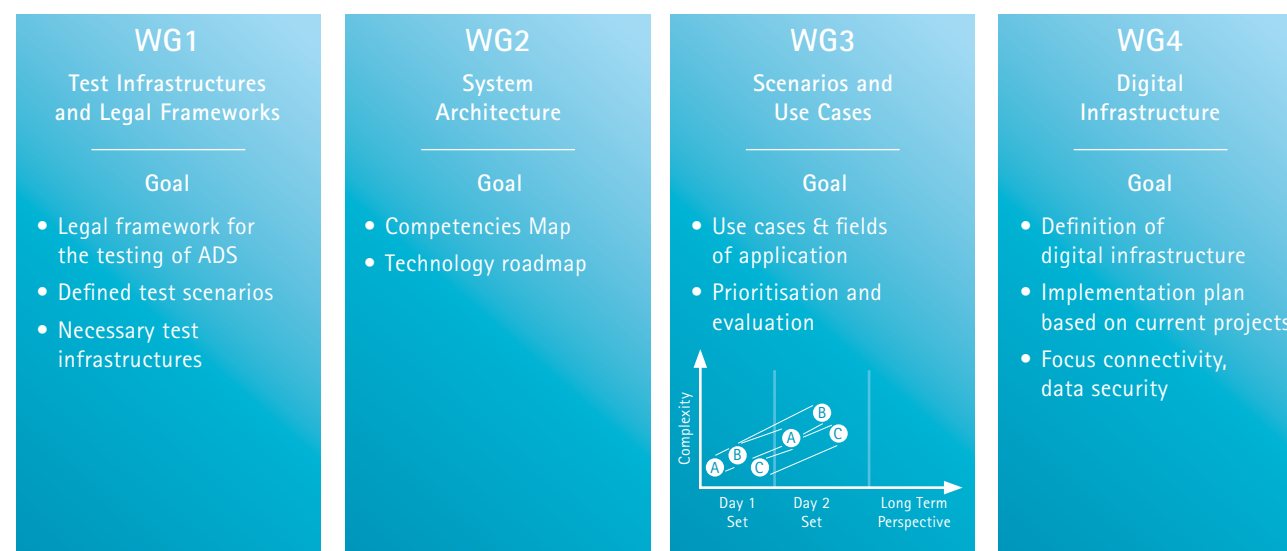 WG1
Test Infrastructures
and Legal Frameworks
Goal
• Legal framework for
the testing of ADS
• Defined test scenarios
• Necessary test
infrastructures
WG2
System
Architecture
Goal
• Competencies Map
• Technology roadmap
WG3
Scenarios and
Use Cases
Goal
• Use cases & fields
of application
• Prioritisation and
evaluation
Complexity
B
A
C
B
A
C
Day 1
Set
Day 2
Set
Long Term
Perspective
WG4
Digital
Infrastructure
Goal
• Definition of
digital infrastructure
• Implementation plan
based on current projects
• Focus connectivity,
data security